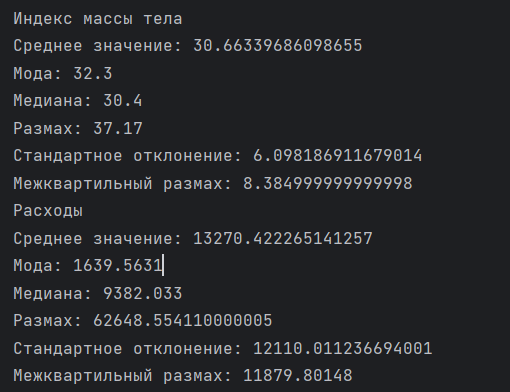 Индекс массы тела
Среднее значение: 30.66339686098655
Мода: 32.3
Медиана: 30.4
Размах: 37.17
Стандартное отклонение: 6.098186911679014
Межквартильный размах: 8.384999999999998
Расходы
Среднее значение: 13270.422265141257
Мода: 1639.5631
Медиана: 9382.033
Размах: 62648.554110000005
Стандартное отклонение: 12110.011236694001
Межквартильный размах: 11879.80148